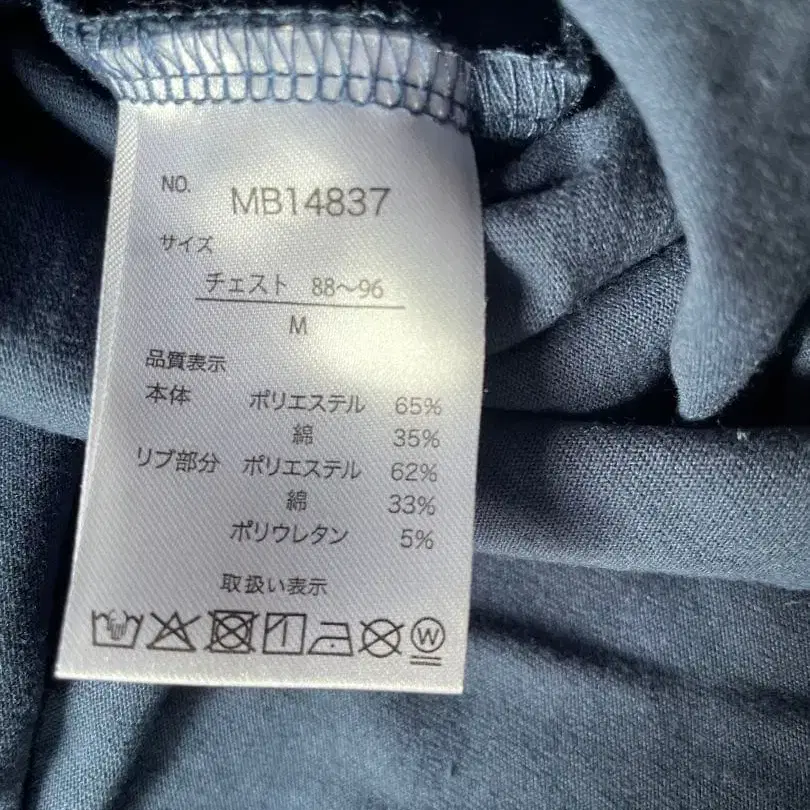 NO. MB14837
サイズ
チェスト 88〜96
M
品質表示
本体 ポリエステル 65%
綿 35%
リブ部分 ポリエステル 62%
綿 33%
ポリウレタン 5%
取扱い表示
W